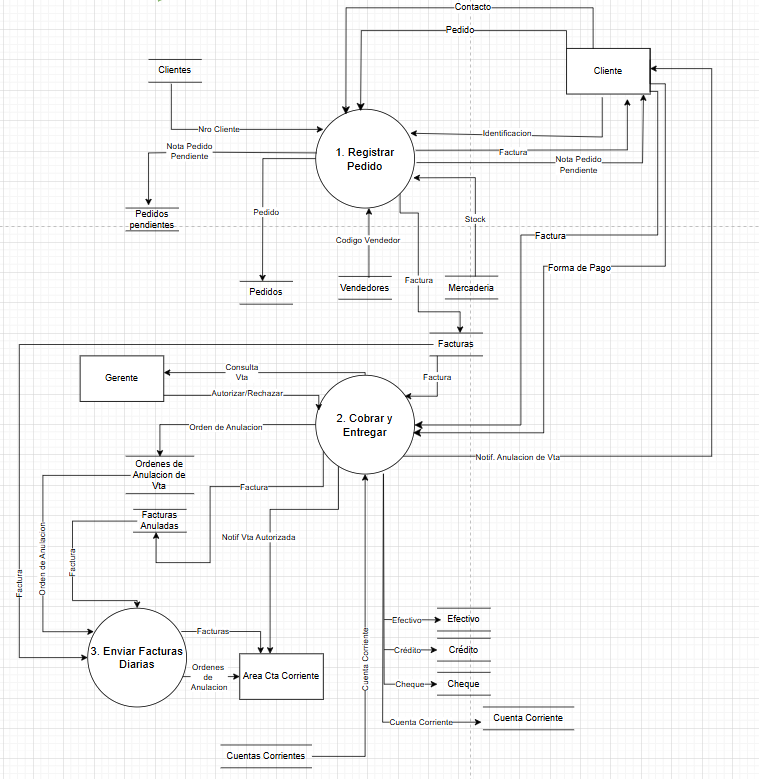 Contacto
Pedido
Clientes
Cliente
Nro Cliente
Identificacion
Nota Pedido
Pendiente
1. Registrar
Pedido
Factura
Nota Pedido
Pendiente
Pedidos
pendientes
Pedido
Stock
Factura
Codigo Vendedor
Forma de Pago
Factura
Pedidos
Vendedores
Mercaderia
Facturas
Gerente
Consulta
Vta
Factura
Autorizar/Rechazar
2. Cobrar y
Entregar
Orden de Anulacion
Notif. Anulacion de Vta
Ordenes de
Anulacion de
Vta
Factura
Facturas
Anuladas
Notif Vta Autorizada
Factura
Orden de Anulacion
Factura
3. Enviar Facturas
Diarias
Facturas
Ordenes
de
Anulacion
Area Cta Corriente
Cuenta Corriente
Efectivo
Efectivo
Crédito
Crédito
Cheque
Cheque
Cuenta Corriente
Cuenta Corriente
Cuentas Corrientes